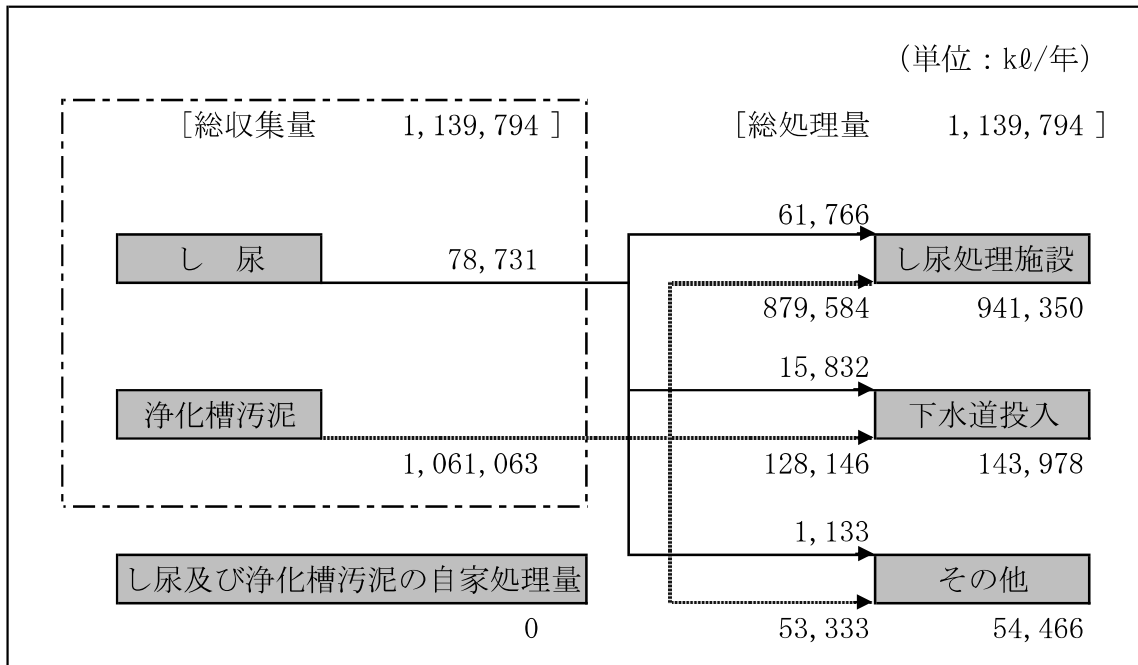 (単位：kℓ/年)
[総収集量 1,139,794 ] [総処理量 1,139,794 ]
61,766
し 尿 78,731 し尿処理施設
879,584 941,350
15,832
浄化槽汚泥 下水道投入
1,061,063 128,146 143,978
1,133
し尿及び浄化槽汚泥の自家処理量 その他
0 53,333 54,466